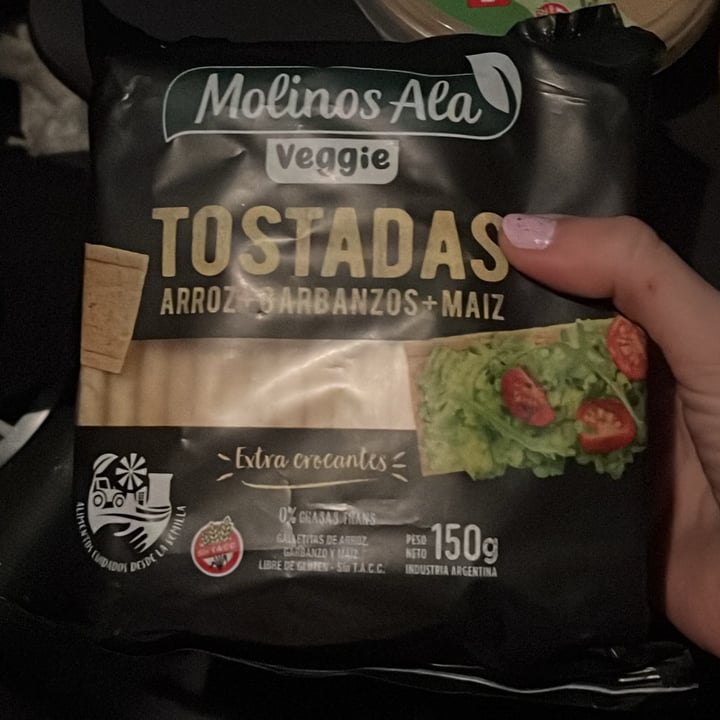 Molinos Ala
Veggie
TOSTADAS
ARROZ+GARBANZOS+MAIZ
Extra crocantes
ALIMENTOS CUIDADOS DESDE LA SEMILLA
Sin T.A.C.C.
0% GRASAS TRANS
GALLETITAS DE ARROZ,
GARBANZO Y MAIZ
LIBRE DE GLUTEN - Sin T.A.C.C.
PESO
NETO
150g
INDUSTRIA ARGENTINA